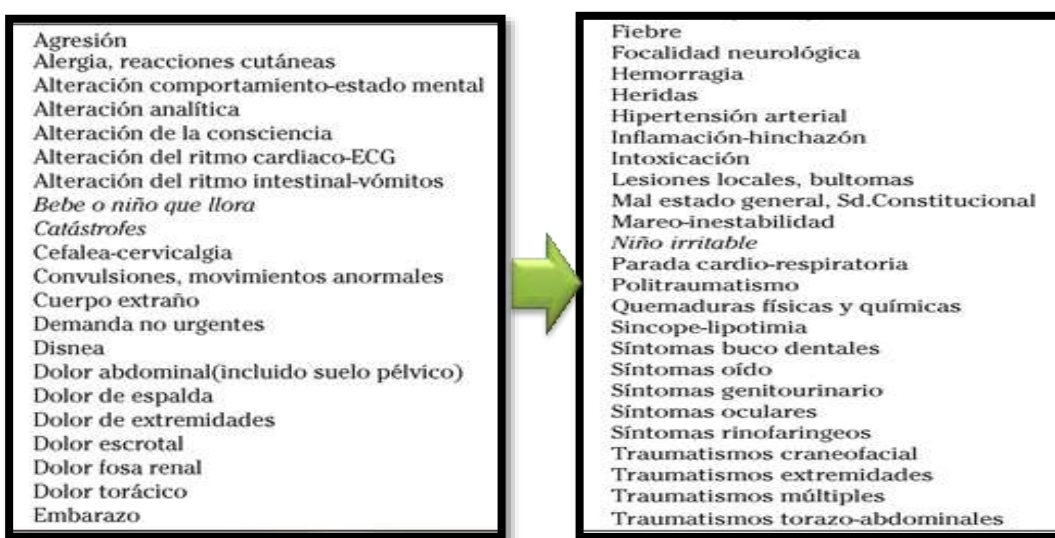 Agresión
Alergia, reacciones cutáneas
Alteración comportamiento-estado mental
Alteración analítica
Alteración de la consciencia
Alteración del ritmo cardiaco-ECG
Alteración del ritmo intestinal-vómitos
Bebe o niño que llora
Catástrofes
Cefalea-cervicalgia
Convulsiones, movimientos anormales
Cuerpo extraño
Demanda no urgentes
Disnea
Dolor abdominal(incluido suelo pélvico)
Dolor de espalda
Dolor de extremidades
Dolor escrotal
Dolor fosa renal
Dolor torácico
Embarazo
Fiebre
Focalidad neurológica
Hemorragia
Heridas
Hipertensión arterial
Inflamación-hinchazón
Intoxicación
Lesiones locales, bultomas
Mal estado general, Sd.Constitucional
Mareo-inestabilidad
Niño irritable
Parada cardio-respiratoria
Politraumatismo
Quemaduras físicas y químicas
Sincope-lipotimia
Síntomas buco dentales
Síntomas oído
Síntomas genitourinario
Síntomas oculares
Síntomas rinofaringeos
Traumatismos craneofacial
Traumatismos extremidades
Traumatismos múltiples
Traumatismos torazo-abdominales